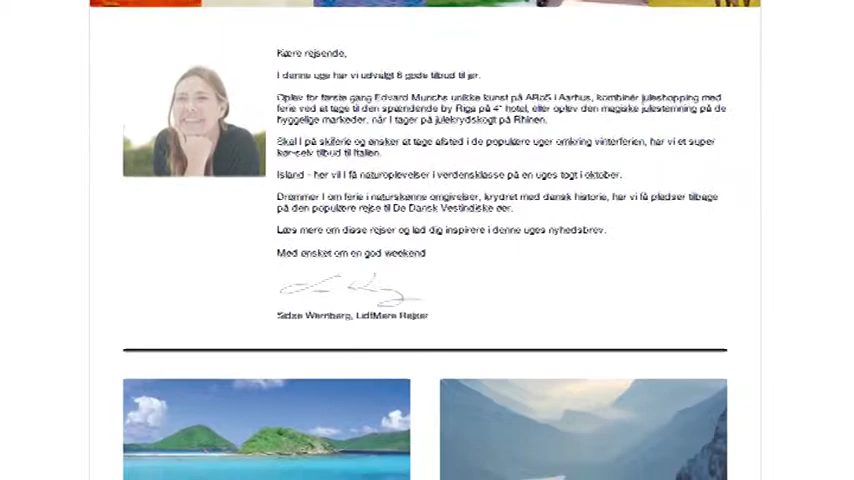 Kære rejsende,
I denne uge har vi udvalgt 6 gode tilbud til jer.
Oplev for første gang Edvard Munchs unikke kunst på ARoS i Aarhus, kombinér juleshopping med
ferie ved at tage til den spændende by Riga på 4* hotel, eller oplev den magiske julestemning på de
hyggelige markeder, når I tager på julekrydstogt på Rhinen.
Skal I på skiferie og ønsker at tage afsted i de populære uger omkring vinterferien, har vi et super
kør-selv tilbud til Italien.
Island - her vil I få naturoplevelser i verdensklasse på en uges togt i oktober.
Drømmer I om ferie i naturskønne omgivelser, krydret med dansk historie, har vi få pladser tilbage
på den populære rejse til De Dansk Vestindiske øer.
Læs mere om disse rejser og lad dig inspirere i denne uges nyhedsbrev.
Med ønsket om en god weekend
Sidse Wernberg, LidtMere Rejser